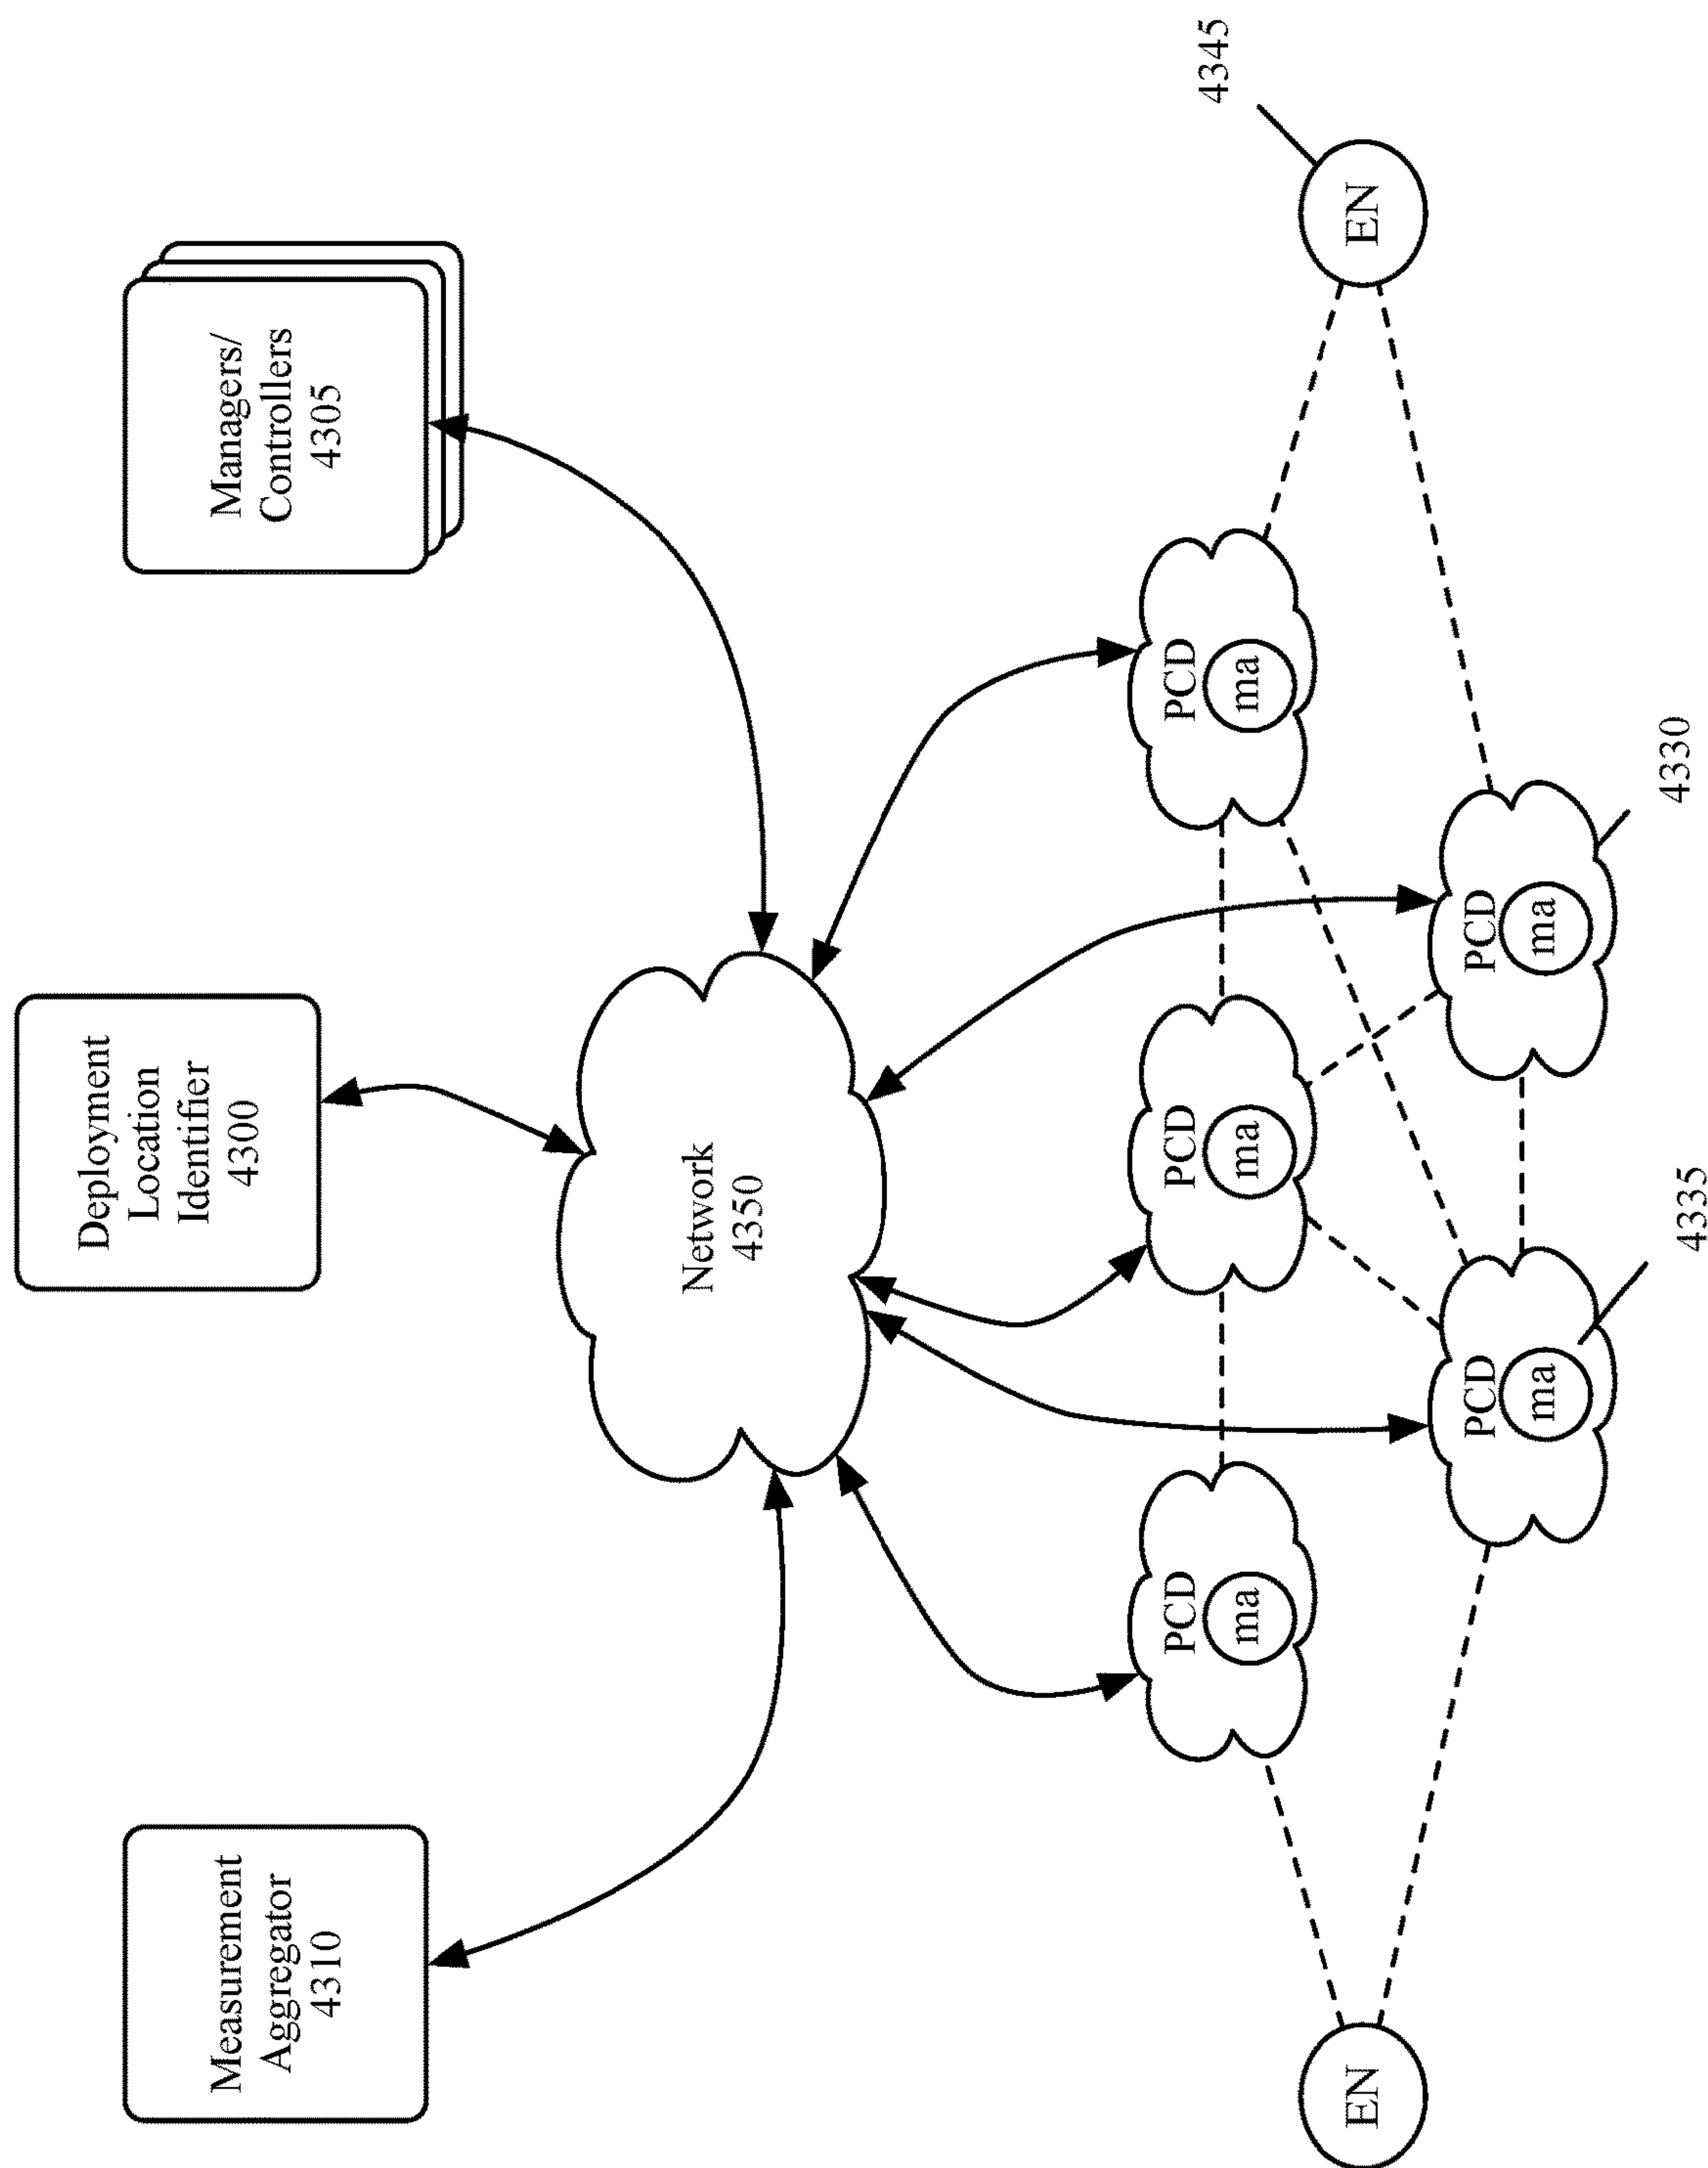 Measurement
Aggregator
4310
Deployment
Location
Identifier
4300
Managers/
Controllers
4305
Network
4350
PCD
ma
PCD
ma
PCD
ma
EN
EN
4345
PCD
ma
4335
PCD
ma
4330